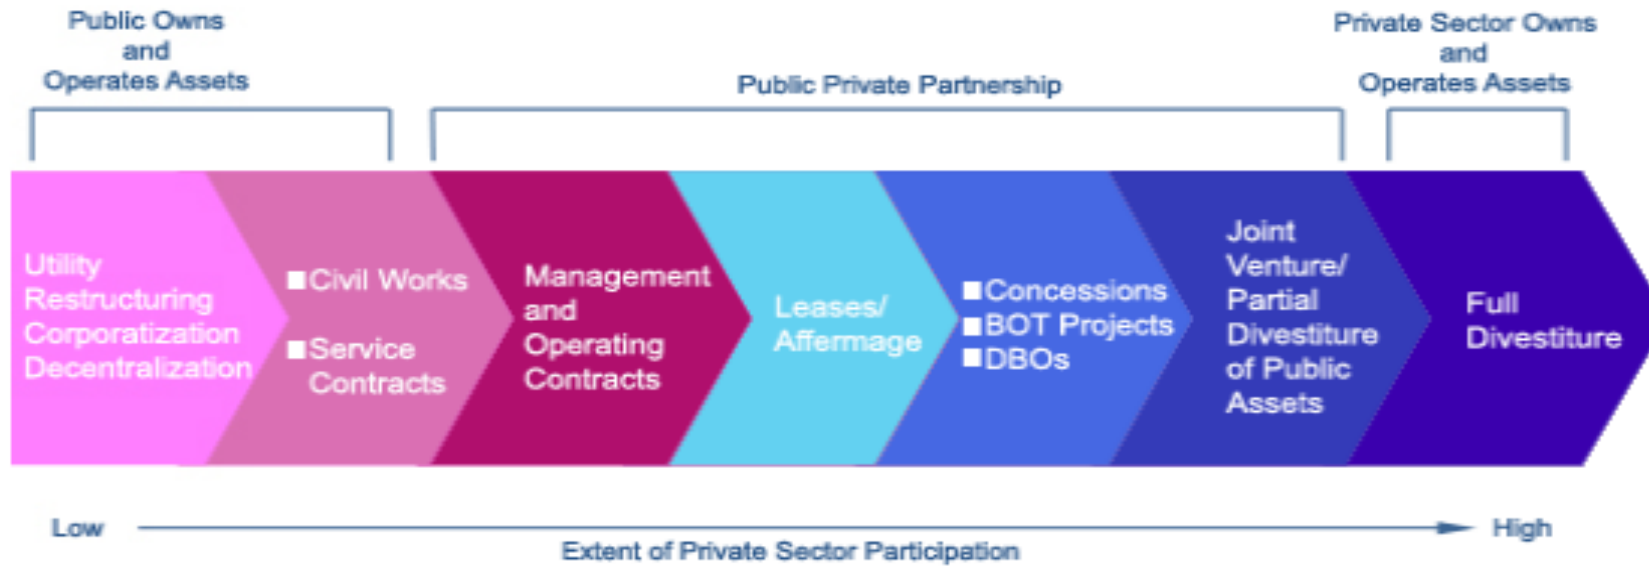 Public Owns
and
Operates Assets
Public Private Partnership
Private Sector Owns
and
Operates Assets
Utility
Restructuring
Corporatization
Decentralization
Civil Works
Service
Contracts
Management
and
Operating
Contracts
Leases/
Affermage
Concessions
BOT Projects
DBOs
Joint
Venture/
Partial
Divestiture
of Public
Assets
Full
Divestiture
Low
High
Extent of Private Sector Participation